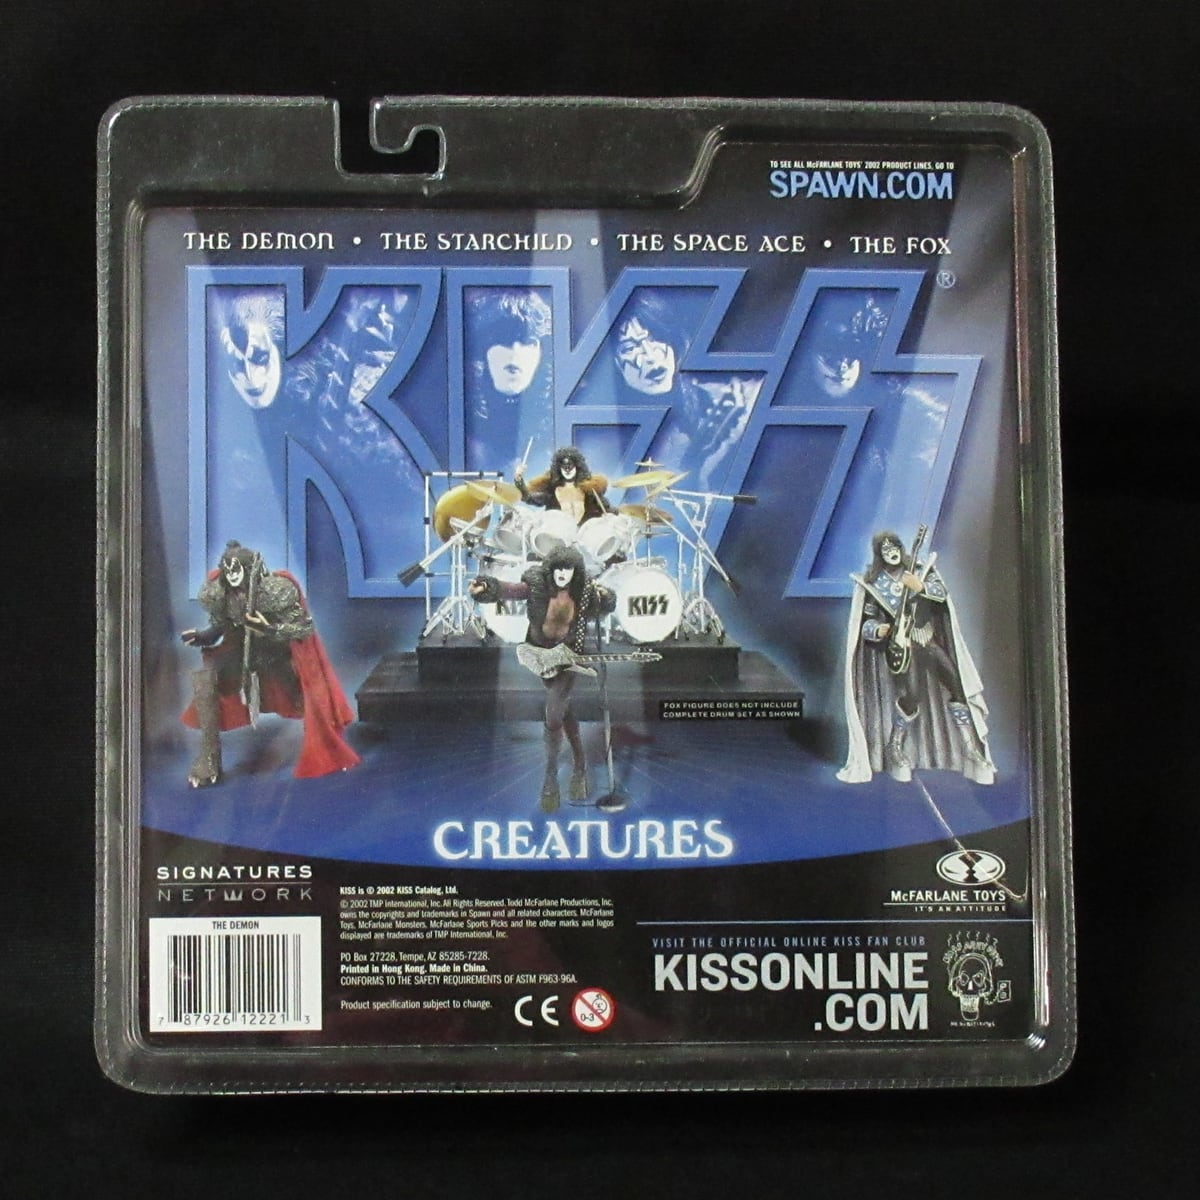 TO SEE ALL McFARLANE TOYS' 2002 PRODUCT LINES, GO TO
SPAWN.COM
THE DEMON • THE STARCHILD • THE SPACE ACE • THE FOX
KISS®
KISS
KISS
FOX FIGURE DOES NOT INCLUDE
COMPLETE DRUM SET AS SHOWN
CREATURES
SIGNATURES
NETWORK
THE DEMON
7 87926 12221 3
KISS is © 2002 KISS Catalog, Ltd.
© 2002 TMP International, Inc. All Rights Reserved. Todd McFarlane Productions, Inc.
owns the copyrights and trademarks in Spawn and all related characters. McFarlane
Toys, McFarlane Monsters, McFarlane Sports Picks and the other marks and logos
displayed are trademarks of TMP International, Inc.
PO Box 27228, Tempe, AZ 85285-7228.
Printed in Hong Kong. Made in China.
CONFORMS TO THE SAFETY REQUIREMENTS OF ASTM F963-96A.
Product specification subject to change.
CE
0-3
McFARLANE TOYS
IT'S AN ATTITUDE
VISIT THE OFFICIAL ONLINE KISS FAN CLUB
KISSONLINE
.COM